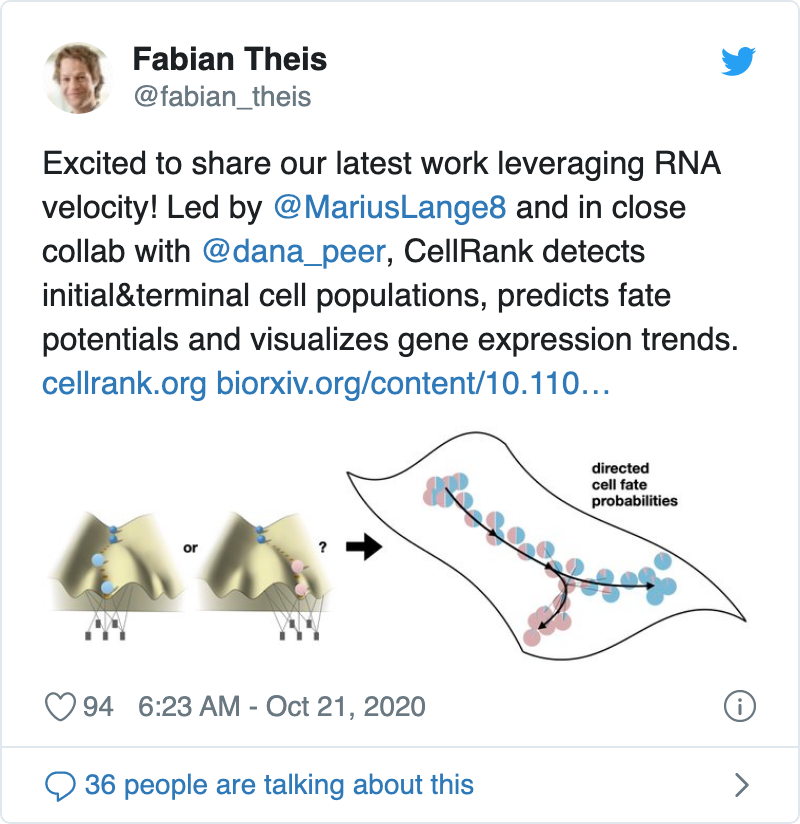 Fabian Theis
@fabian_theis
Excited to share our latest work leveraging RNA
velocity! Led by @MariusLange8 and in close
collab with @dana_peer, CellRank detects
initial&terminal cell populations, predicts fate
potentials and visualizes gene expression trends.
cellrank.org biorxiv.org/content/10.110…
or
?
directed
cell fate
probabilities
94 6:23 AM - Oct 21, 2020
36 people are talking about this